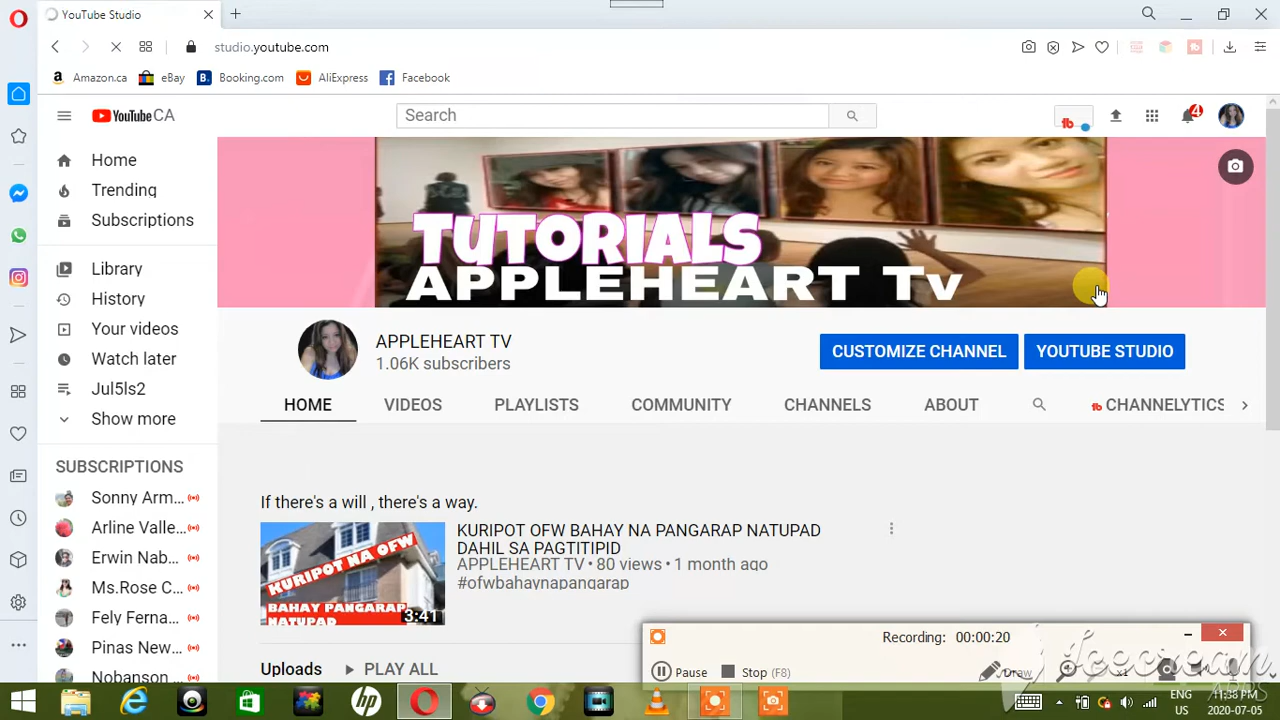 YouTube Studio
studio.youtube.com
Amazon.ca
eBay
Booking.com
AliExpress
Facebook
YouTube CA
Search
4
Home
Trending
Subscriptions
Library
History
Your videos
Watch later
Jul5ls2
Show more
SUBSCRIPTIONS
Sonny Arm...
Arline Valle...
Erwin Nab...
Ms.Rose C...
Fely Ferna...
Pinas New...
Nobanson
TUTORIALS
APPLEHEART Tv
APPLEHEART TV
1.06K subscribers
CUSTOMIZE CHANNEL
YOUTUBE STUDIO
HOME
VIDEOS
PLAYLISTS
COMMUNITY
CHANNELS
ABOUT
CHANNELYTICS
If there's a will , there's a way.
KURIPOT NA OFW
BAHAY PANGARAP
NATUPAD
3:41
KURIPOT OFW BAHAY NA PANGARAP NATUPAD
DAHIL SA PAGTITIPID
APPLEHEART TV • 80 views • 1 month ago
#ofwbahaynapangarap
Uploads
PLAY ALL
Recording: 00:00:20
Pause
Stop (F8)
Draw
x1
Icecream
APPS
ENG
US
11:38 PM
2020-07-05